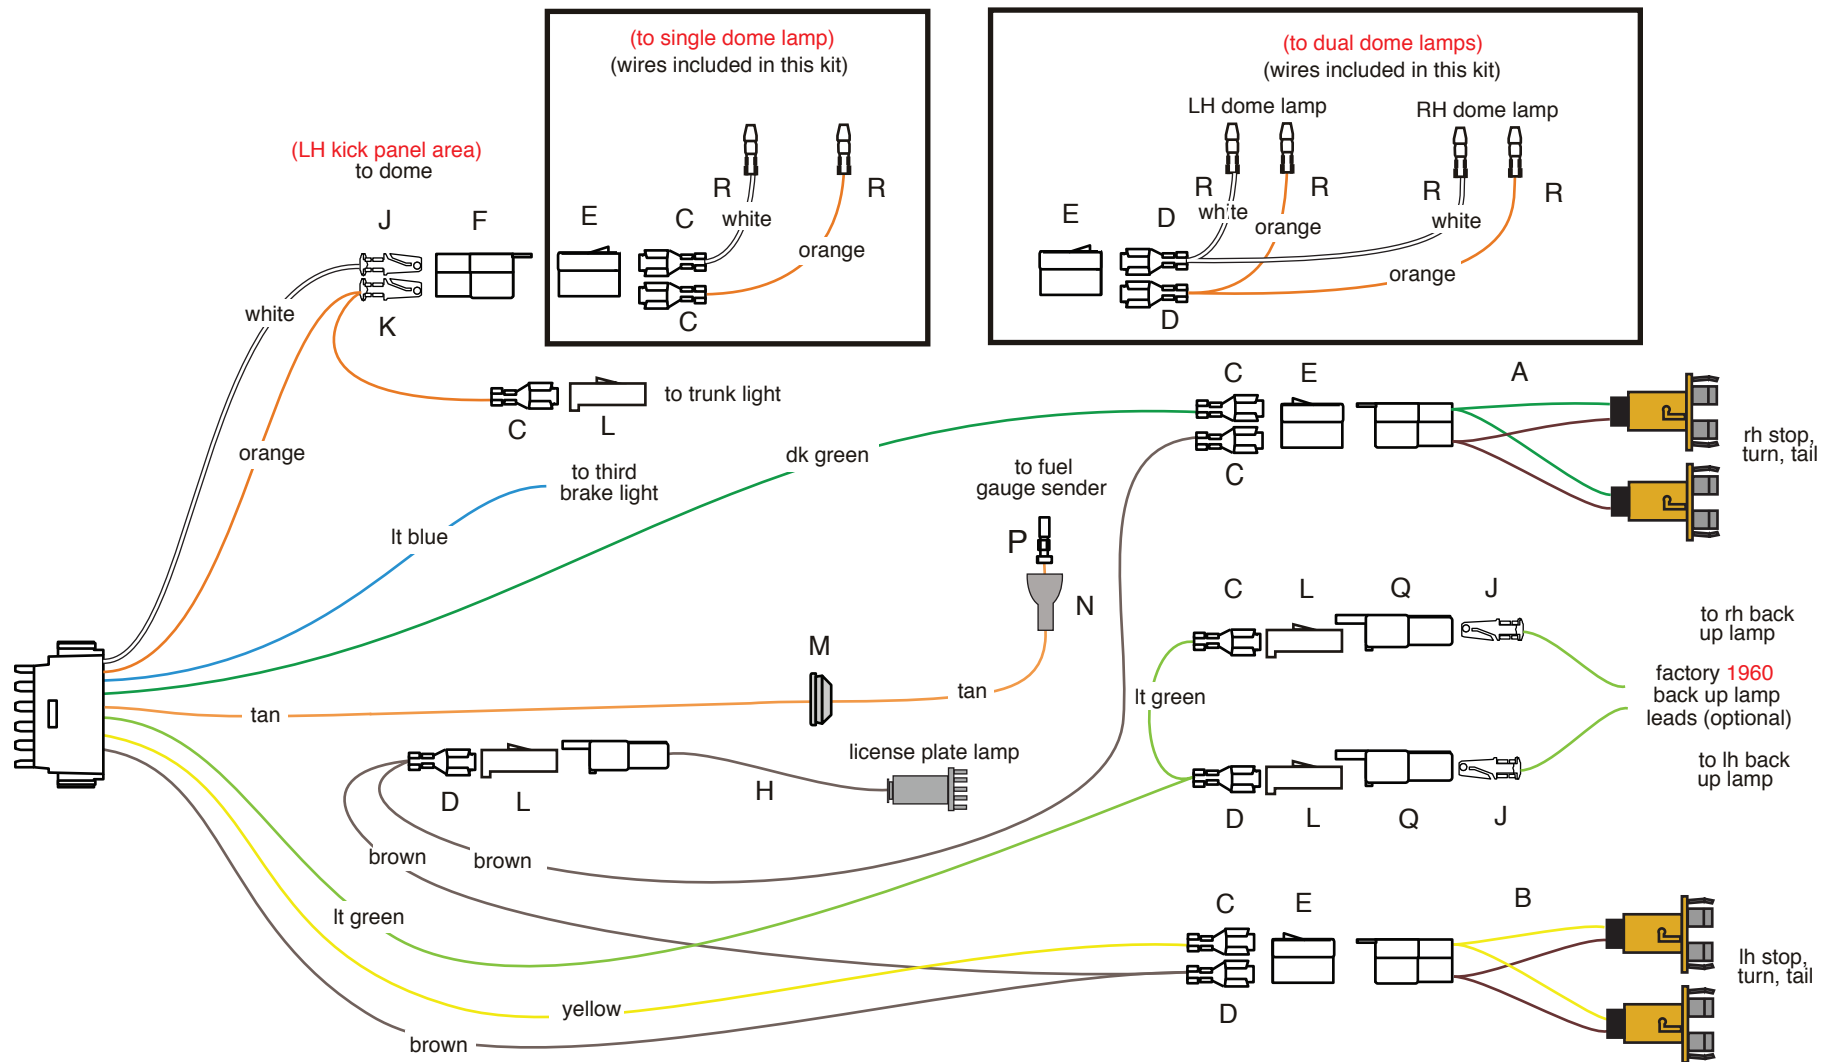 (to single dome lamp)
(wires included in this kit)
R
R
white
orange
E
C
C
(to dual dome lamps)
(wires included in this kit)
LH dome lamp
RH dome lamp
R
R
R
R
white
orange
white
orange
E
D
D
(LH kick panel area)
to dome
J
F
K
white
orange
C
L
to trunk light
to third
brake light
lt blue
dk green
C
E
A
C
rh stop,
turn, tail
to fuel
gauge sender
P
N
M
tan
tan
C
L
Q
J
to rh back
up lamp
lt green
factory 1960
back up lamp
leads (optional)
to lh back
up lamp
D
L
Q
J
license plate lamp
D
L
H
brown
brown
lt green
yellow
brown
C
E
B
D
lh stop,
turn, tail